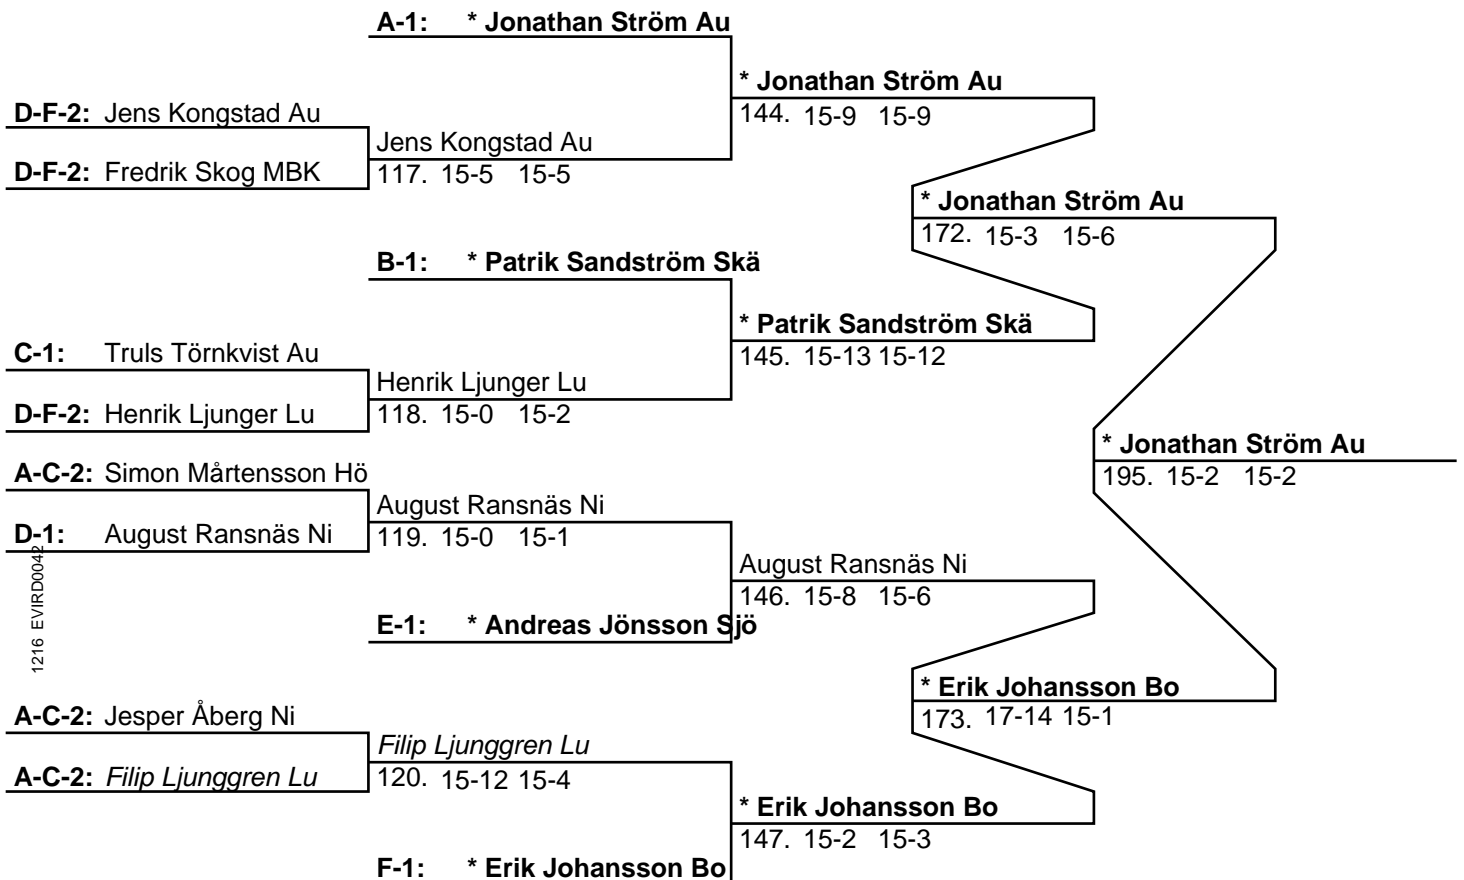 A-1: * Jonathan Ström Au
* Jonathan Ström Au
D-F-2: Jens Kongstad Au
144. 15-9 15-9
Jens Kongstad Au
D-F-2: Fredrik Skog MBK
117. 15-5 15-5
* Jonathan Ström Au
172. 15-3 15-6
B-1: * Patrik Sandström Skä
* Patrik Sandström Skä
C-1: Truls Törnkvist Au
145. 15-13 15-12
Henrik Ljunger Lu
D-F-2: Henrik Ljunger Lu
118. 15-0 15-2
* Jonathan Ström Au
A-C-2: Simon Mårtensson Hö
195. 15-2 15-2
August Ransnäs Ni
D-1: August Ransnäs Ni
119. 15-0 15-1
August Ransnäs Ni
146. 15-8 15-6
1216 EVIRD0042
E-1: * Andreas Jönsson Sjö
* Erik Johansson Bo
A-C-2: Jesper Åberg Ni
173. 17-14 15-1
Filip Ljunggren Lu
A-C-2: Filip Ljunggren Lu
120. 15-12 15-4
* Erik Johansson Bo
147. 15-2 15-3
F-1: * Erik Johansson Bo